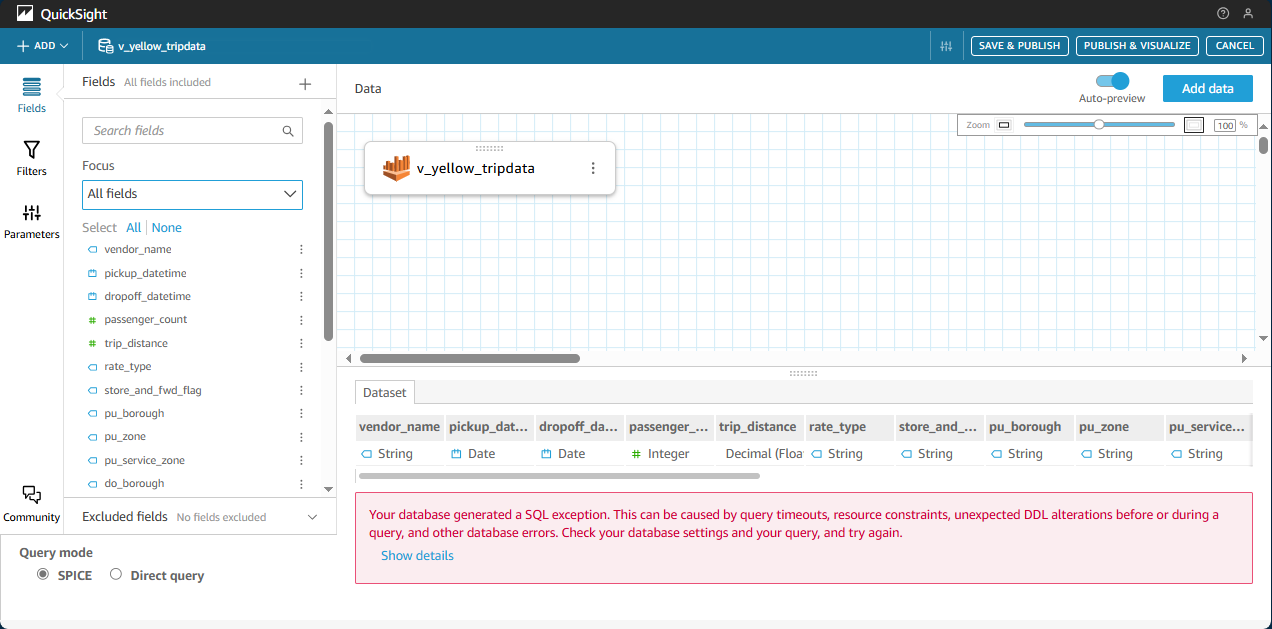 QuickSight
ADD
v_yellow_tripdata
SAVE & PUBLISH
PUBLISH & VISUALIZE
CANCEL
Fields
Filters
Parameters
Community
Fields All fields included
Search fields
Focus
All fields
Select All None
vendor_name
pickup_datetime
dropoff_datetime
passenger_count
trip_distance
rate_type
store_and_fwd_flag
pu_borough
pu_zone
pu_service_zone
do_borough
Excluded fields No fields excluded
Query mode
SPICE Direct query
Data
Auto-preview
Add data
Zoom 100 %
v_yellow_tripdata
Dataset
vendor_name pickup_dat... dropoff_da... passenger_... trip_distance rate_type store_and_... pu_borough pu_zone pu_service...
String Date Date Integer Decimal (Floa String String String String String
Your database generated a SQL exception. This can be caused by query timeouts, resource constraints, unexpected DDL alterations before or during a
query, and other database errors. Check your database settings and your query, and try again.
Show details